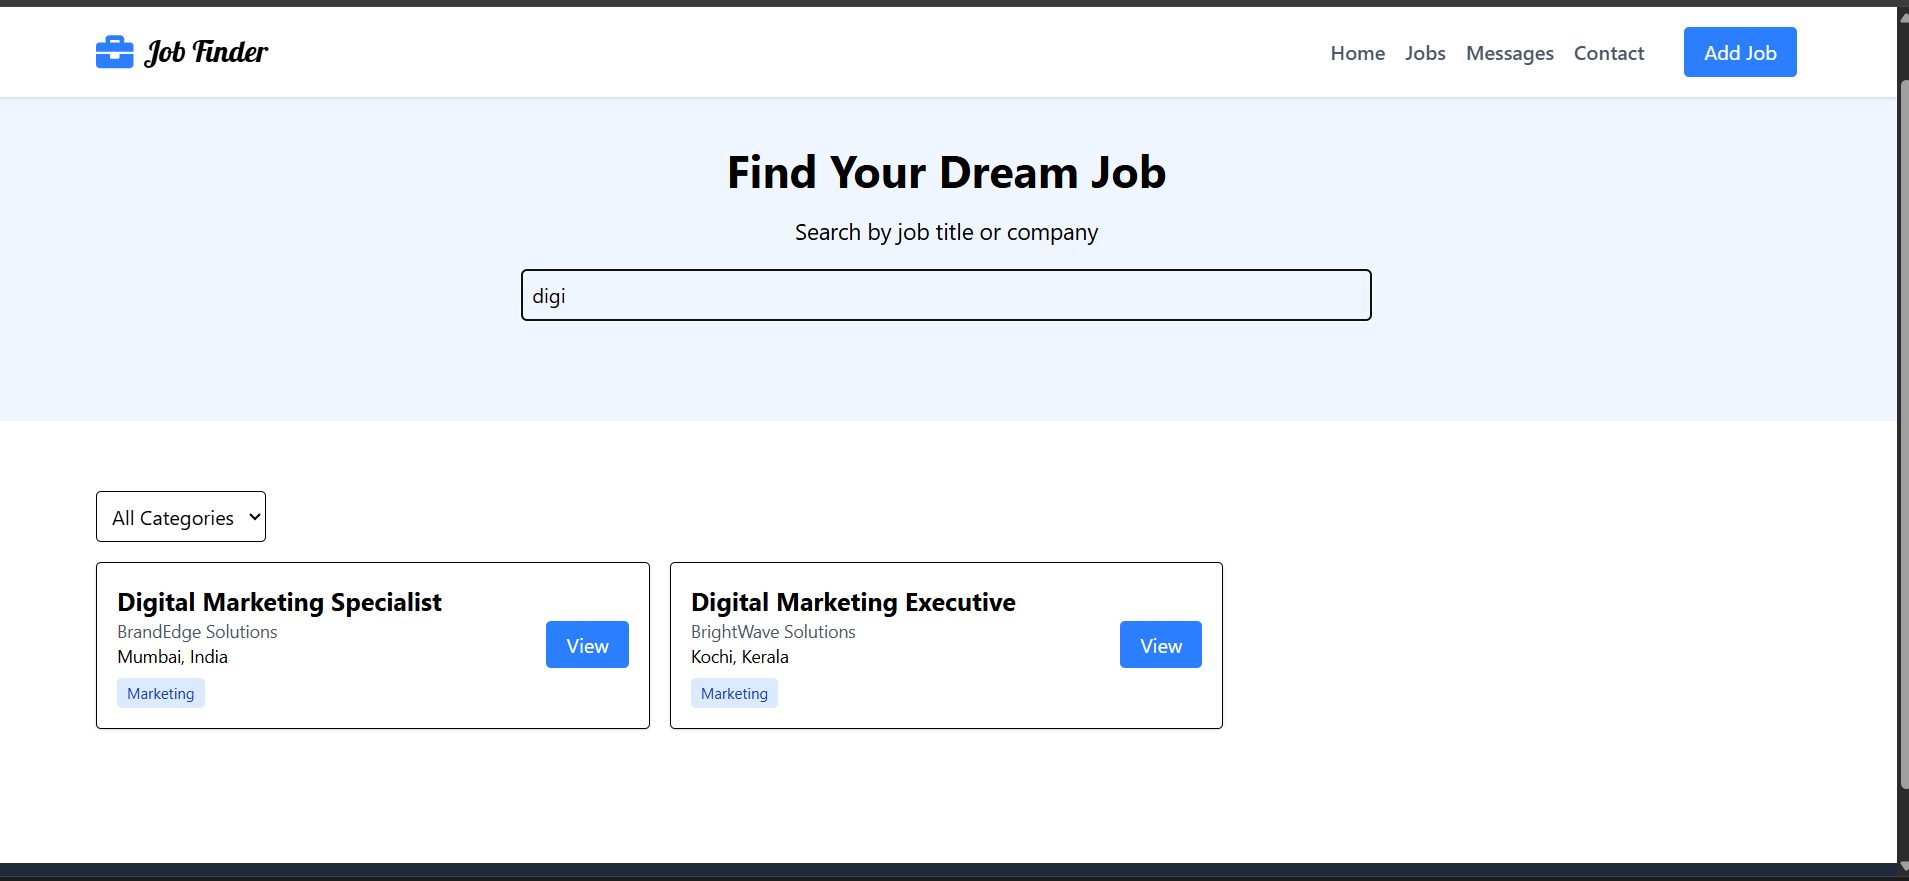 Job Finder
Home Jobs Messages Contact Add Job
Find Your Dream Job
Search by job title or company
digi
All Categories
Digital Marketing Specialist
BrandEdge Solutions
Mumbai, India
View
Marketing
Digital Marketing Executive
BrightWave Solutions
Kochi, Kerala
View
Marketing